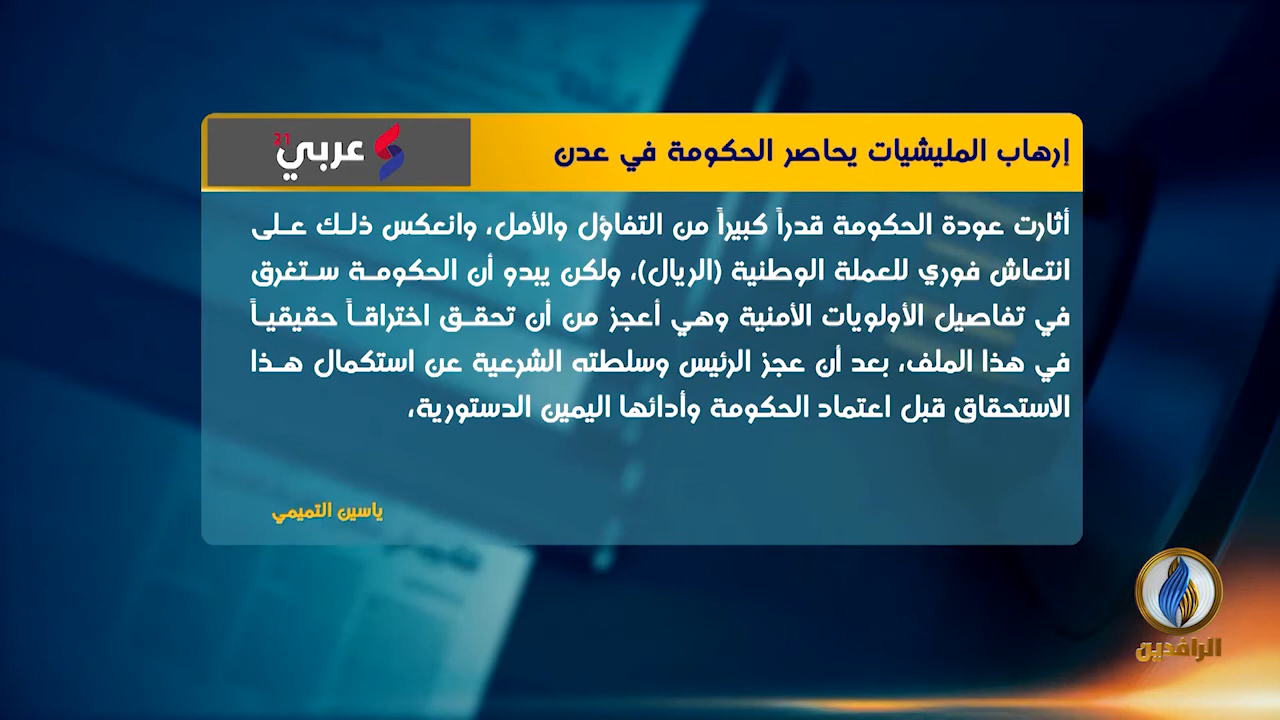 إرهاب المليشيات يحاصر الحكومة في عدن
عربي 21
أثارت عودة الحكومة قدراً كبيراً من التفاؤل والأمل، وانعكس ذلك على
انتعاش فوري للعملة الوطنية (الريال)، ولكن يبدو أن الحكومة ستغرق
في تفاصيل الأولويات الأمنية وهي أعجز من أن تحقق اختراقاً حقيقياً
في هذا الملف، بعد أن عجز الرئيس وسلطته الشرعية عن استكمال هذا
الاستحقاق قبل اعتماد الحكومة وأدائها اليمين الدستورية،
ياسين التميمي
الرافدين